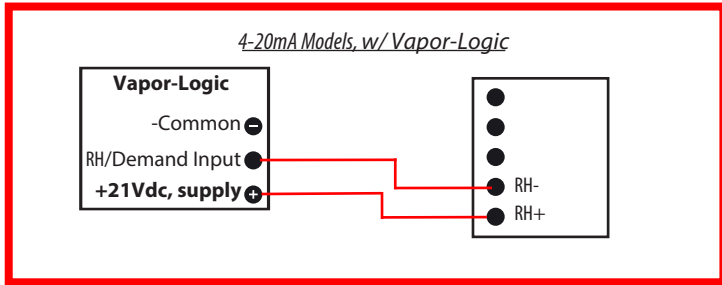 4-20mA Models, w/ Vapor-Logic
Vapor-Logic
-Common
RH/Demand Input
+21Vdc, supply
RH-
RH+